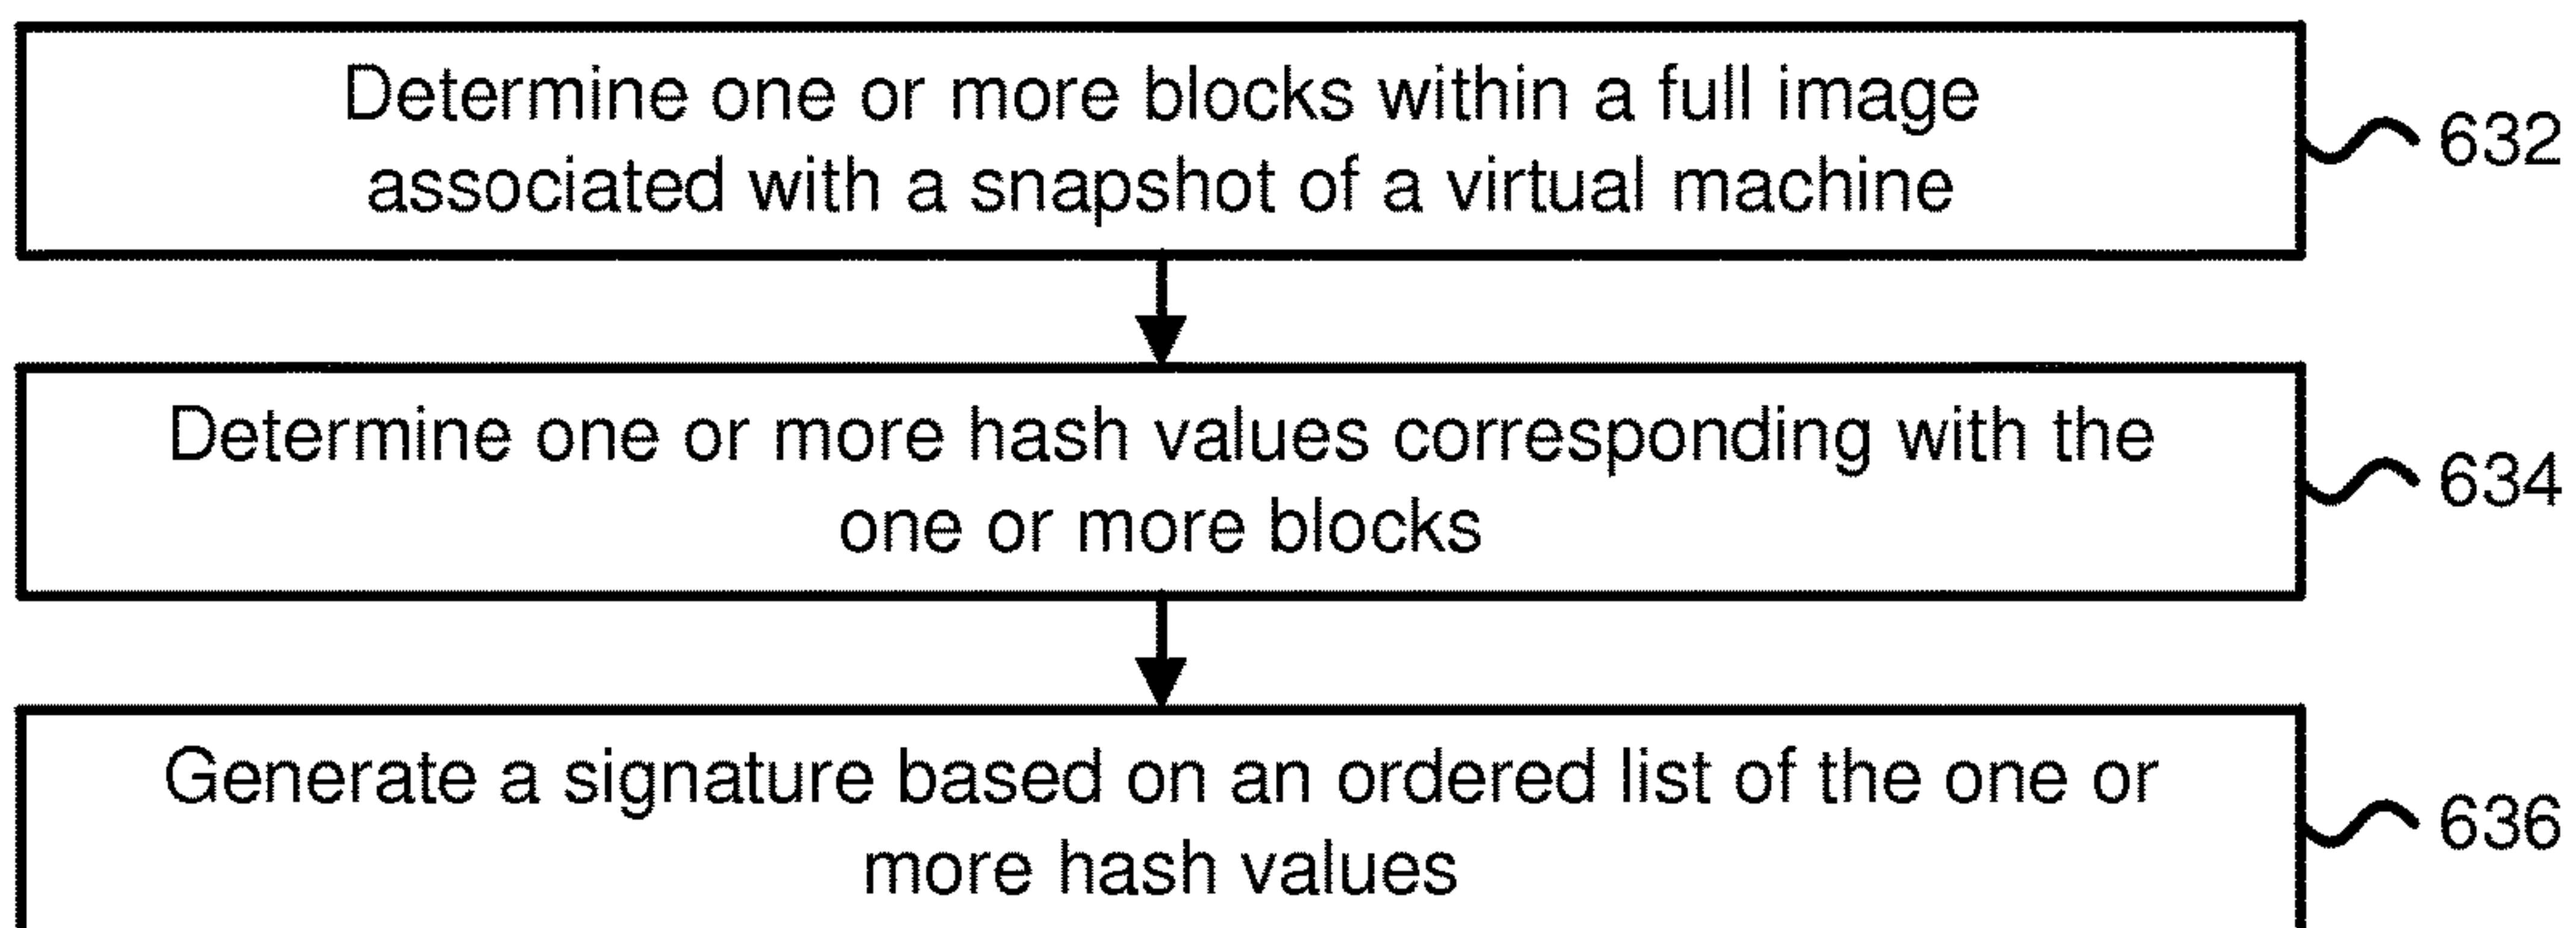 Determine one or more blocks within a full image
associated with a snapshot of a virtual machine
632
Determine one or more hash values corresponding with the
one or more blocks
634
Generate a signature based on an ordered list of the one or
more hash values
636